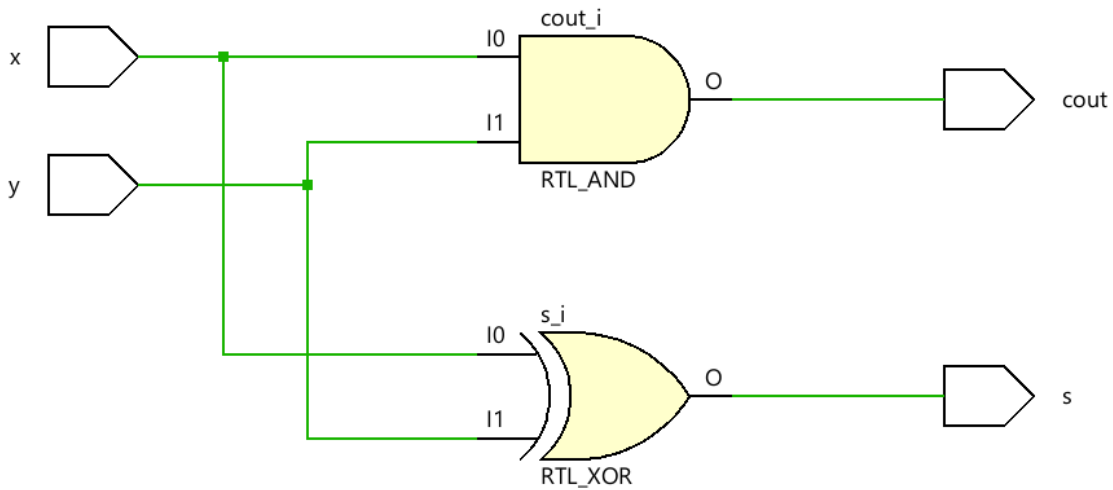 cout_i
x
I0
O
cout
I1
y
RTL_AND
s_i
I0
O
s
I1
RTL_XOR